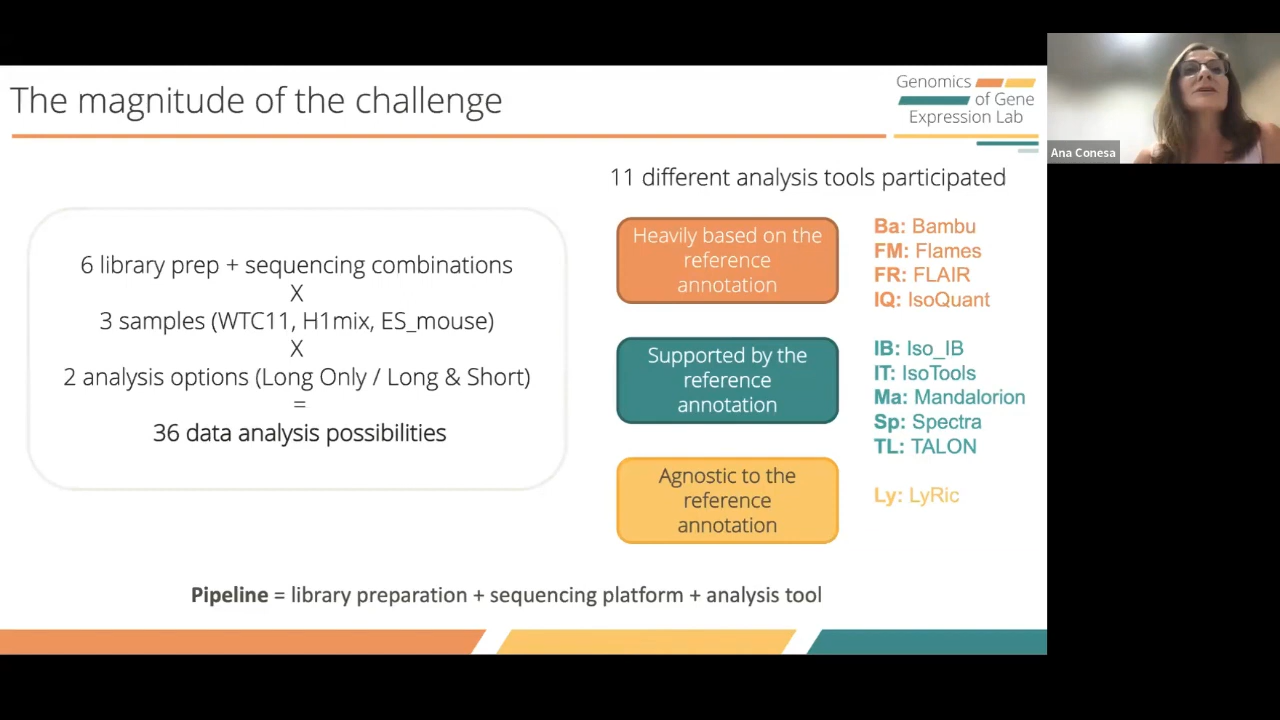 The magnitude of the challenge
Genomics
of Gene
Expression Lab
Ana Conesa
6 library prep + sequencing combinations
X
3 samples (WTC11, H1mix, ES_mouse)
X
2 analysis options (Long Only / Long & Short)
=
36 data analysis possibilities
11 different analysis tools participated
Heavily based on the
reference
annotation
Ba: Bambu
FM: Flames
FR: FLAIR
IQ: IsoQuant
Supported by the
reference
annotation
IB: Iso_IB
IT: IsoTools
Ma: Mandalorion
Sp: Spectra
TL: TALON
Agnostic to the
reference
annotation
Ly: LyRic
Pipeline = library preparation + sequencing platform + analysis tool